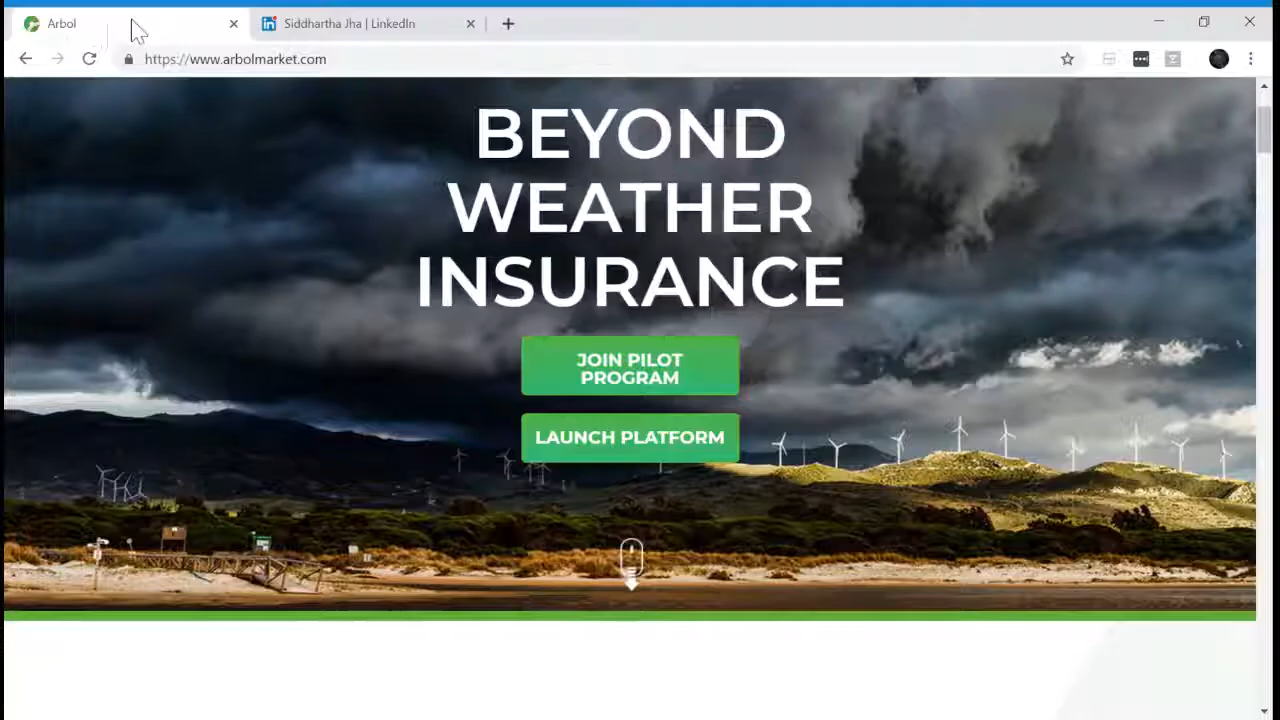 Arbol
Siddhartha Jha | LinkedIn
https://www.arbolmarket.com
BEYOND
WEATHER
INSURANCE
JOIN PILOT
PROGRAM
LAUNCH PLATFORM